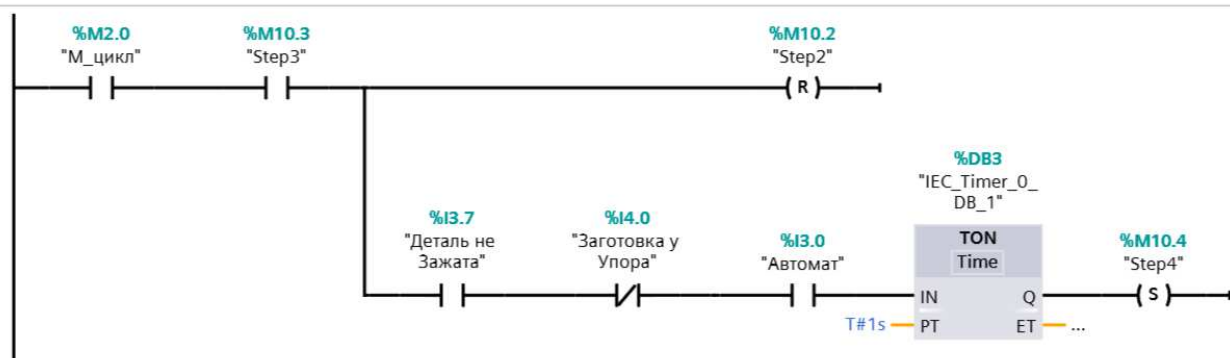 %M2.0
"М_цикл"
%M10.3
"Step3"
%M10.2
"Step2"
R
%DB3
"IEC_Timer_0_
DB_1"
%I3.7
"Деталь не
Зажата"
%I4.0
"Заготовка у
Упора"
%I3.0
"Автомат"
TON
Time
IN
Q
T#1s
PT
ET
...
%M10.4
"Step4"
S